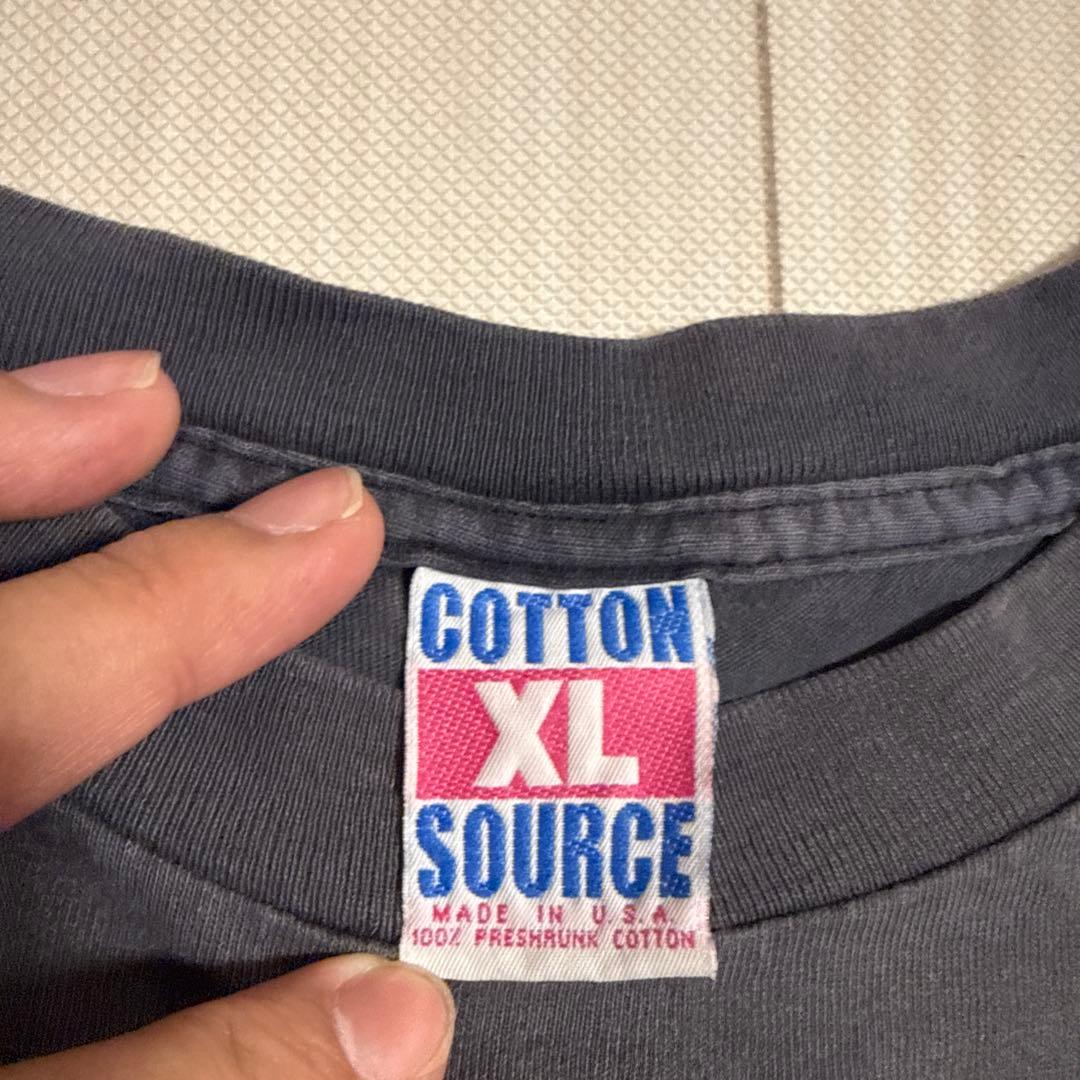 COTTON
XL
SOURCE
MADE IN U.S.A.
100% PRESHRUNK COTTON